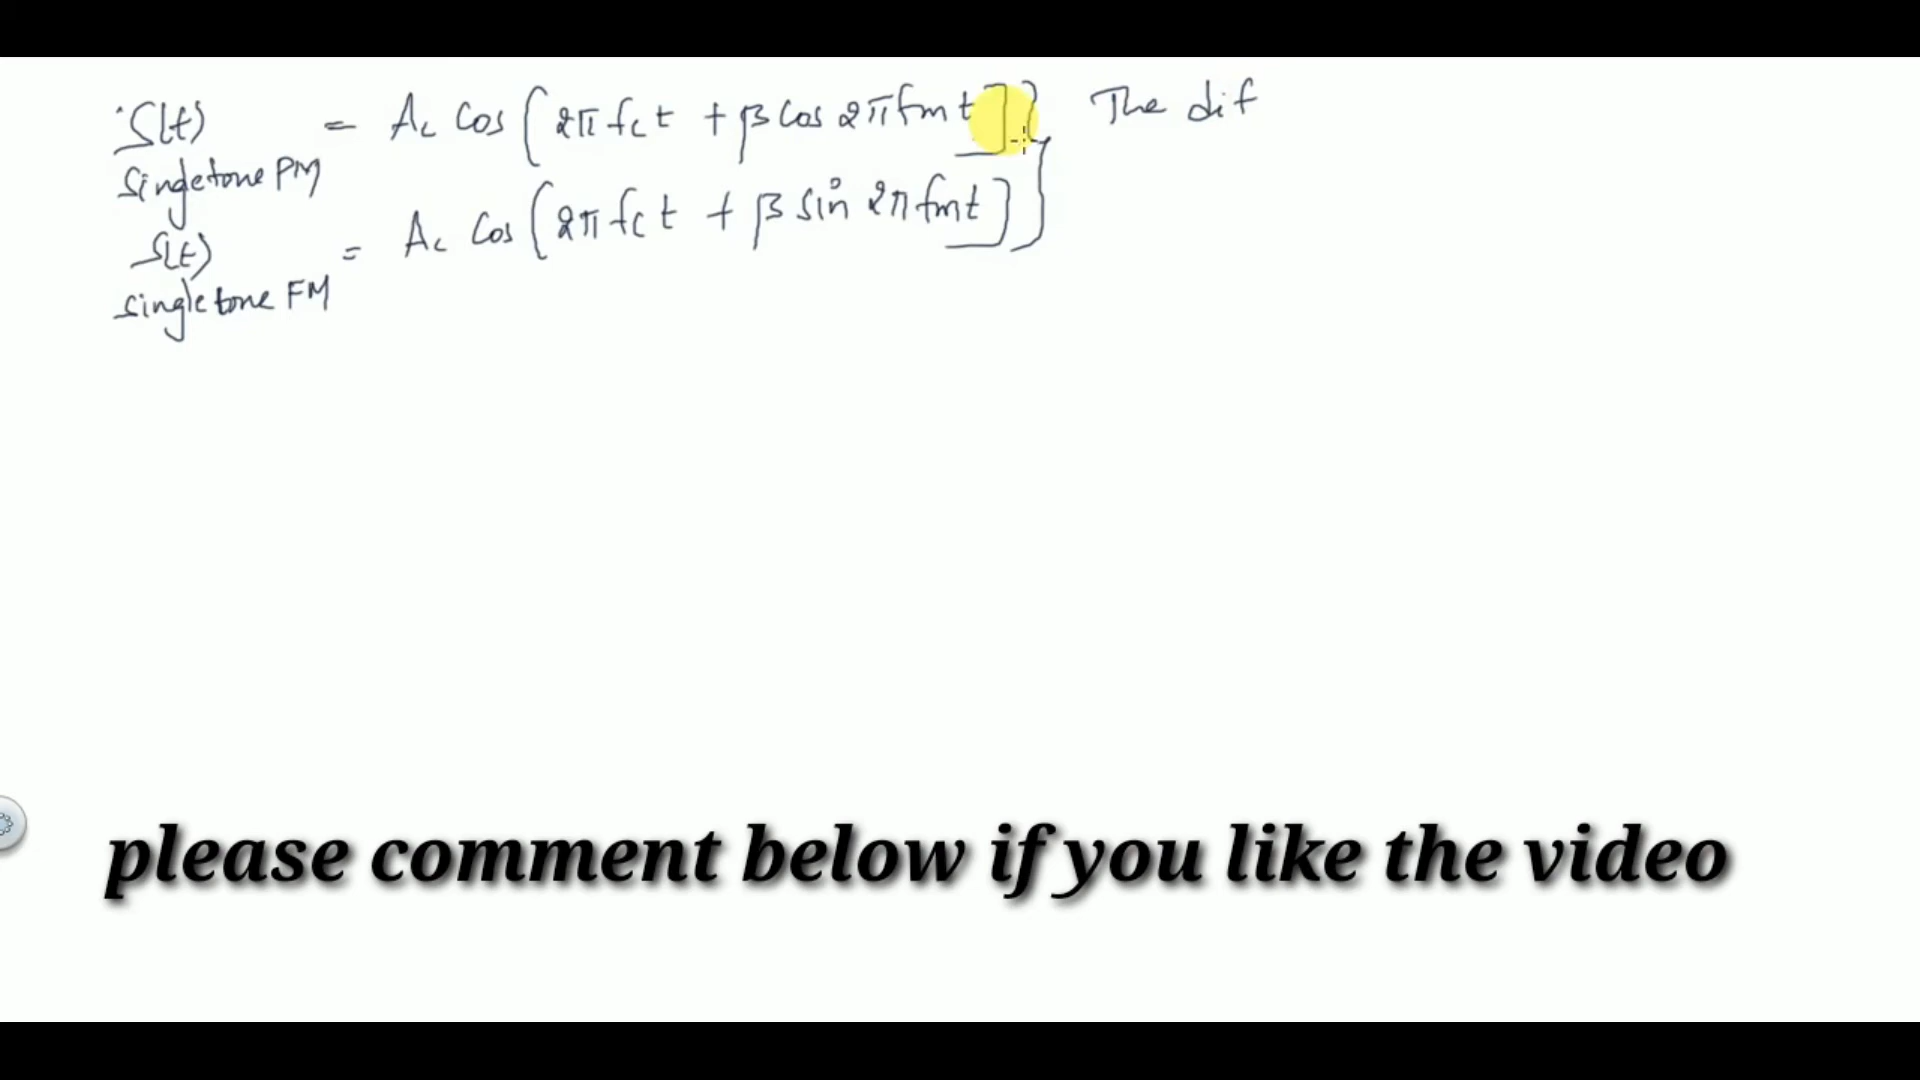 S(t) = Ac Cos [2π fc t + β Cos 2π fm t] } The dif
Singletone PM
S(t) = Ac Cos [2π fc t + β sin 2π fmt] }
singletone FM
please comment below if you like the video